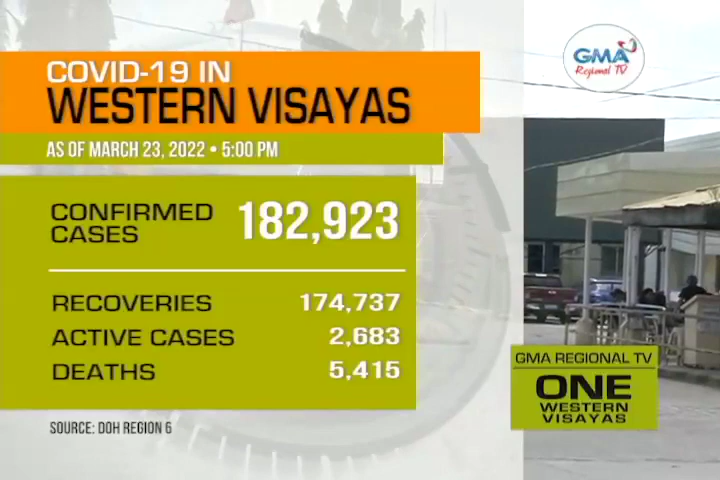 GMA
Regional TV
COVID-19 IN
WESTERN VISAYAS
AS OF MARCH 23, 2022 • 5:00 PM
CONFIRMED
CASES
182,923
RECOVERIES 174,737
ACTIVE CASES 2,683
DEATHS 5,415
SOURCE: DOH REGION 6
GMA REGIONAL TV
ONE
WESTERN
VISAYAS